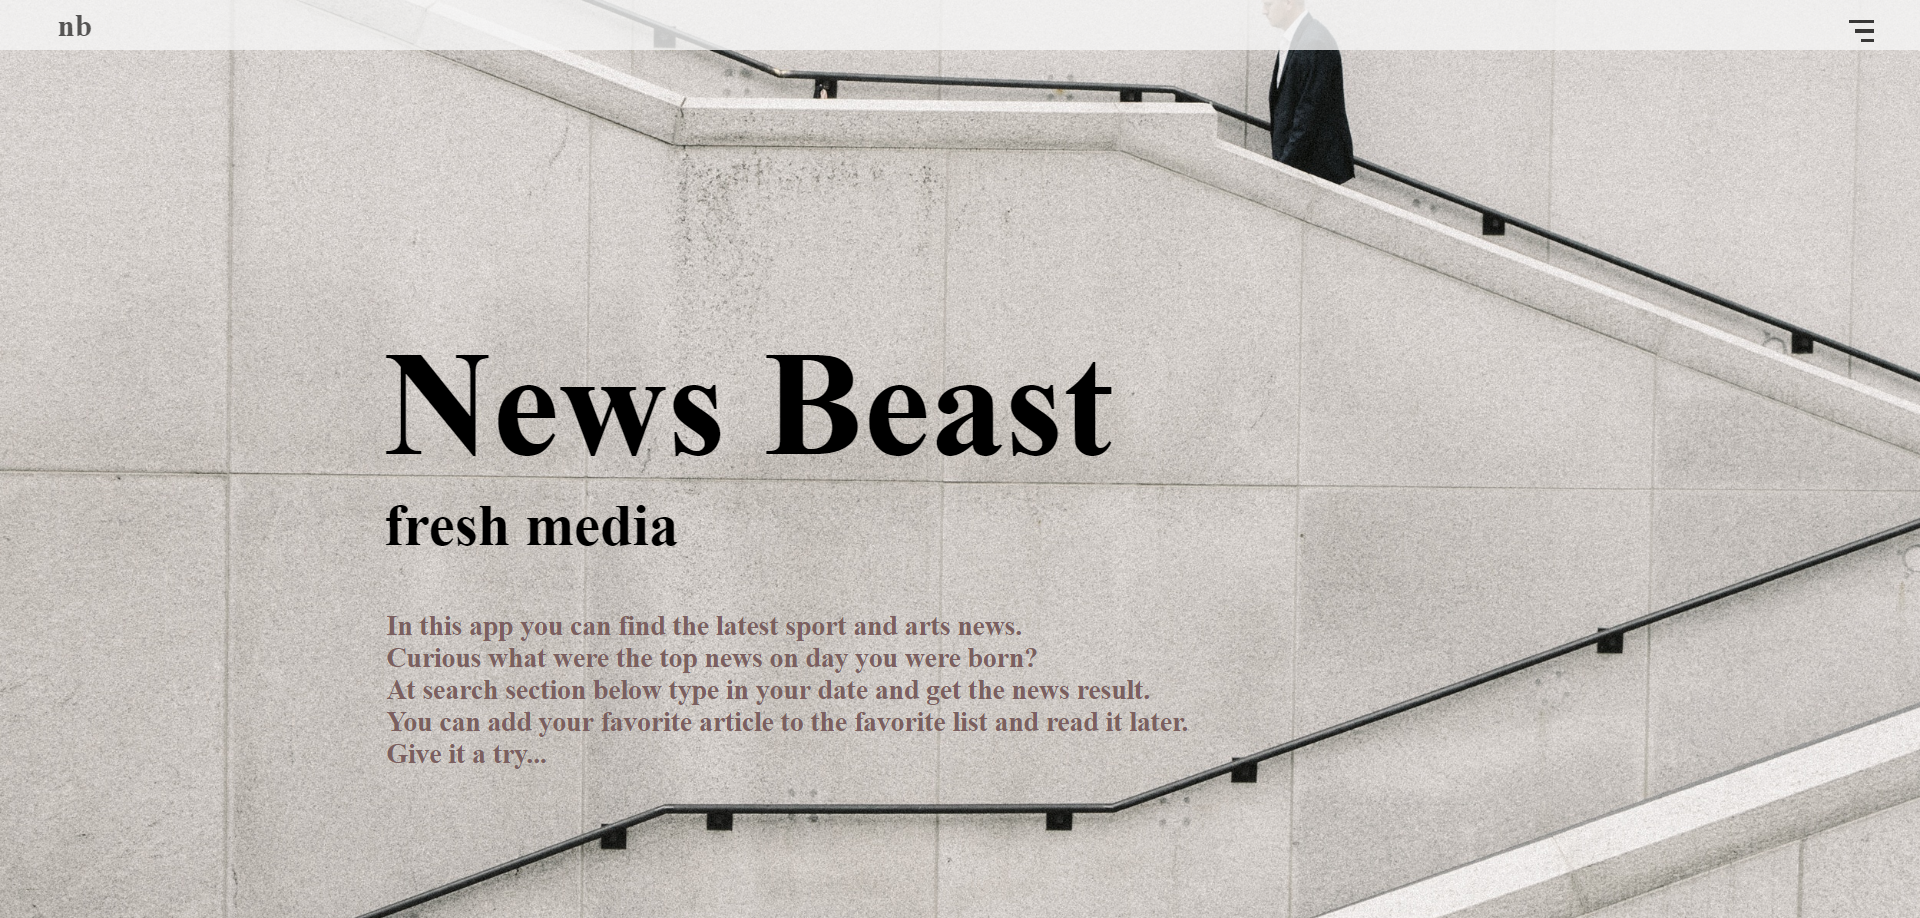 nb
News Beast
fresh media
In this app you can find the latest sport and arts news.
Curious what were the top news on day you were born?
At search section below type in your date and get the news result.
You can add your favorite article to the favorite list and read it later.
Give it a try...